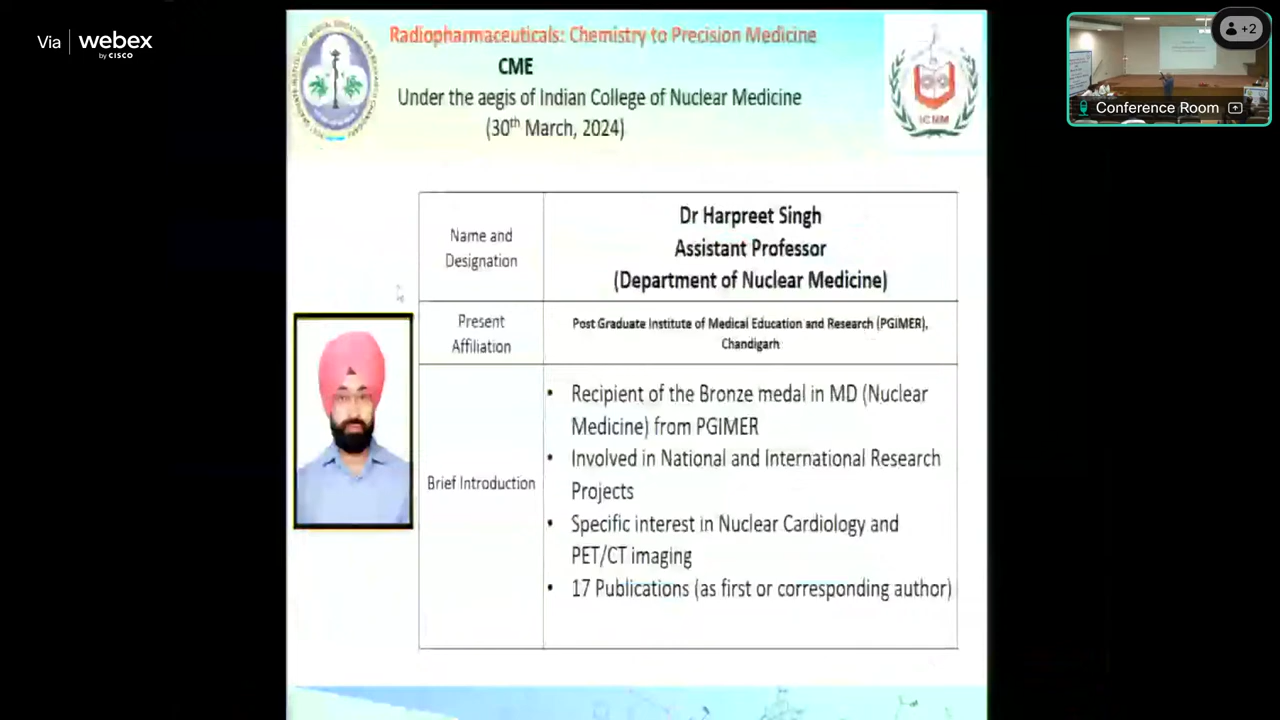 Via webex
by CISCO
Radiopharmaceuticals: Chemistry to Precision Medicine
CME
Under the aegis of Indian College of Nuclear Medicine
(30th March, 2024)
ICNM
+2
Conference Room
Name and
Designation
Dr Harpreet Singh
Assistant Professor
(Department of Nuclear Medicine)
Present
Affiliation
Post Graduate Institute of Medical Education and Research (PGIMER),
Chandigarh
Brief Introduction
• Recipient of the Bronze medal in MD (Nuclear
Medicine) from PGIMER
• Involved in National and International Research
Projects
• Specific interest in Nuclear Cardiology and
PET/CT imaging
• 17 Publications (as first or corresponding author)